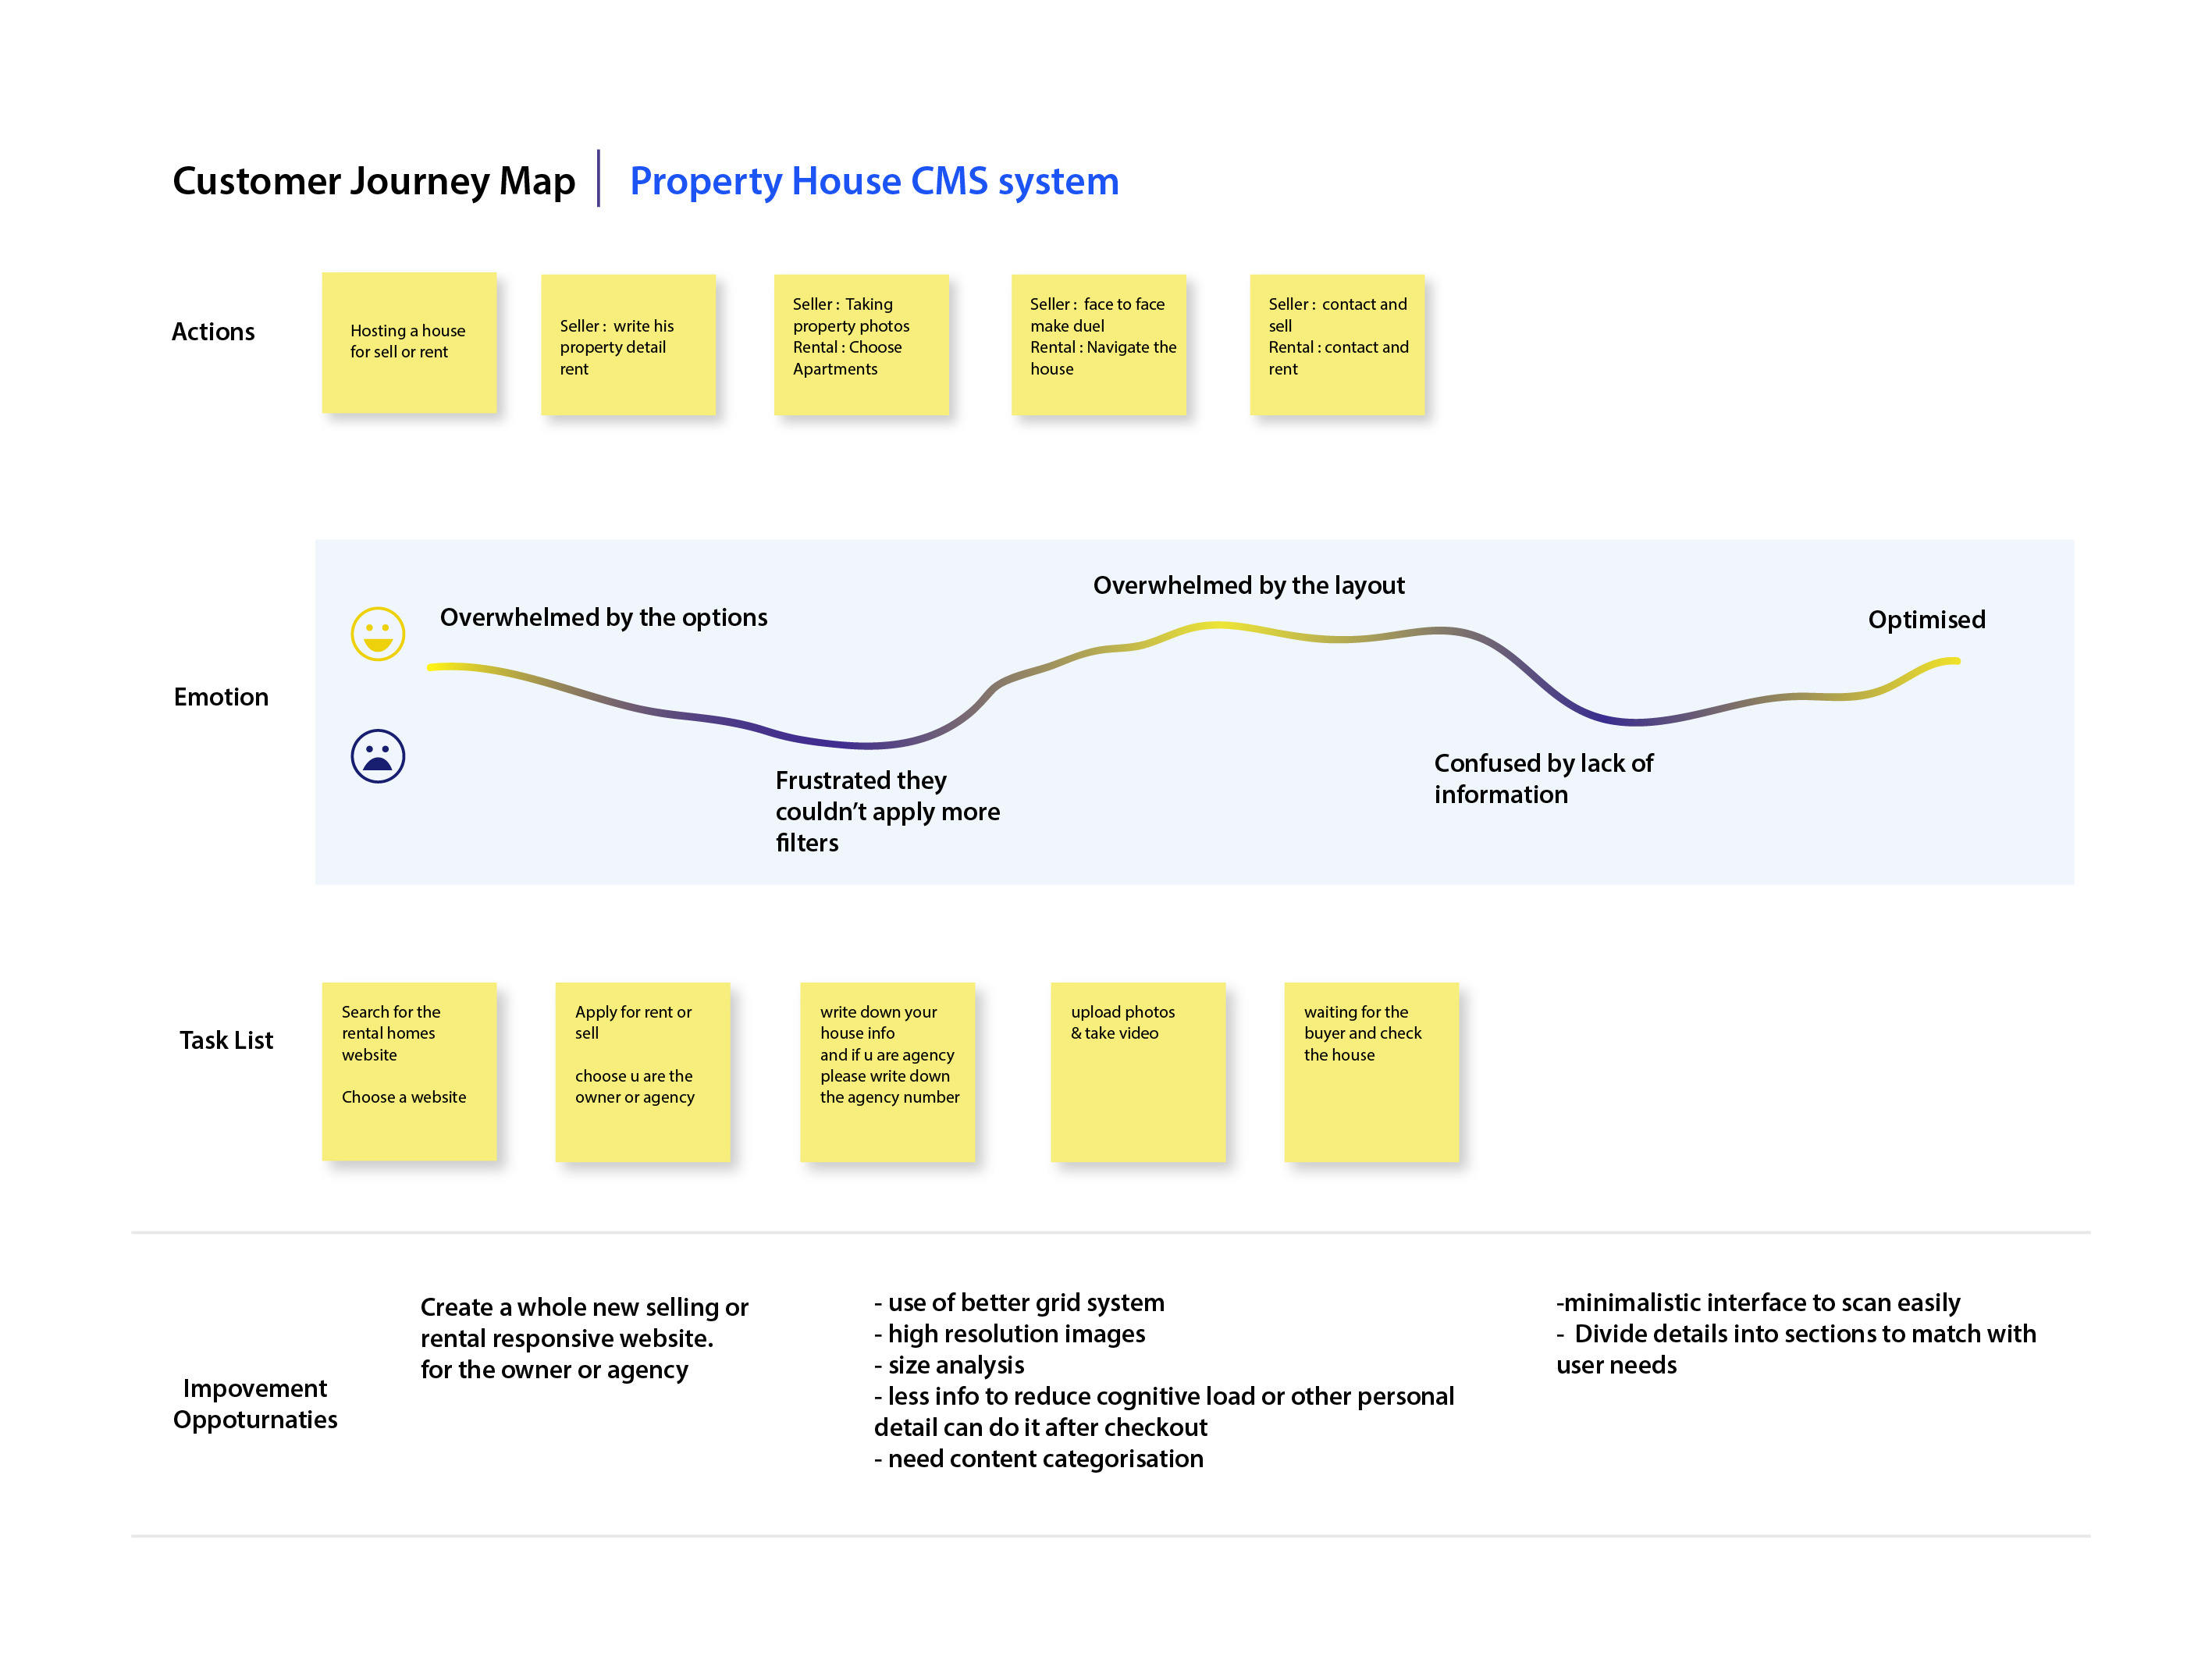 Customer Journey Map
Property House CMS system
Actions
Hosting a house
for sell or rent
Seller : write his
property detail
rent
Seller : Taking
property photos
Rental : Choose
Apartments
Seller : face to face
make duel
Rental : Navigate the
house
Seller : contact and
sell
Rental : contact and
rent
Emotion
Overwhelmed by the options
Frustrated they
couldn’t apply more
filters
Overwhelmed by the layout
Confused by lack of
information
Optimised
Task List
Search for the
rental homes
website
Choose a website
Apply for rent or
sell
choose u are the
owner or agency
write down your
house info
and if u are agency
please write down
the agency number
upload photos
& take video
waiting for the
buyer and check
the house
Impovement
Oppoturnaties
Create a whole new selling or
rental responsive website.
for the owner or agency
- use of better grid system
- high resolution images
- size analysis
- less info to reduce cognitive load or other personal
detail can do it after checkout
- need content categorisation
-minimalistic interface to scan easily
- Divide details into sections to match with
user needs